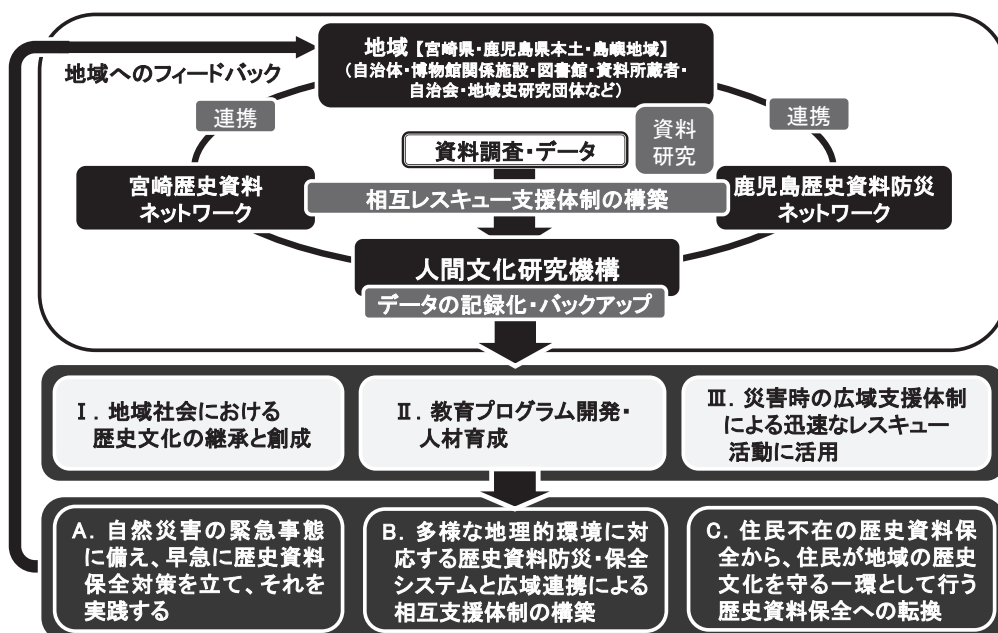 地域【宮崎県・鹿児島県本土・島嶼地域】
(自治体・博物館関係施設・図書館・資料所蔵者・
自治会・地域史研究団体など)
地域へのフィードバック
連携
連携
資料調査・データ
資料
研究
宮崎歴史資料
ネットワーク
相互レスキュー支援体制の構築
鹿児島歴史資料防災
ネットワーク
人間文化研究機構
データの記録化・バックアップ
Ⅰ．地域社会における
歴史文化の継承と創成
Ⅱ．教育プログラム開発・
人材育成
Ⅲ．災害時の広域支援体制
による迅速なレスキュー
活動に活用
A．自然災害の緊急事態
に備え、早急に歴史資料
保全対策を立て、それを
実践する
B．多様な地理的環境に対
応する歴史資料防災・保全
システムと広域連携による
相互支援体制の構築
C．住民不在の歴史資料保
全から、住民が地域の歴史
文化を守る一環として行う
歴史資料保全への転換